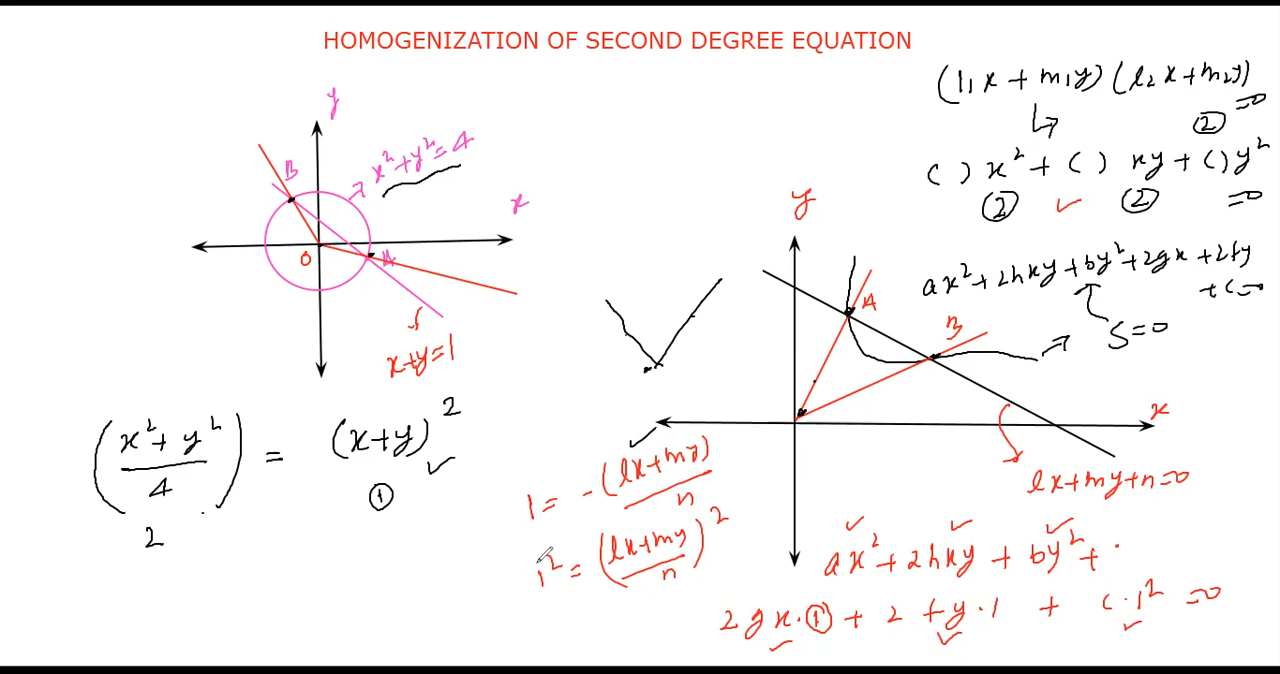 HOMOGENIZATION OF SECOND DEGREE EQUATION
(l₁x + m₁y) (l₂x + m₂y) = 0
②
( ) x² + ( ) xy + ( ) y² = 0
② ②
ax² + 2hxy + by² + 2gx + 2fy
+ c = 0
S = 0
y
x² + y² = 4
B
x
O
A
x + y = 1
y
A
B
x
lx + my + n = 0
(x² + y² / 4) = (x + y)²
2
①
1 = -(lx + my) / n
1² = (lx + my / n)²
ax² + 2hxy + by² + .
2gx · ① + 2fy · 1 + c · 1² = 0